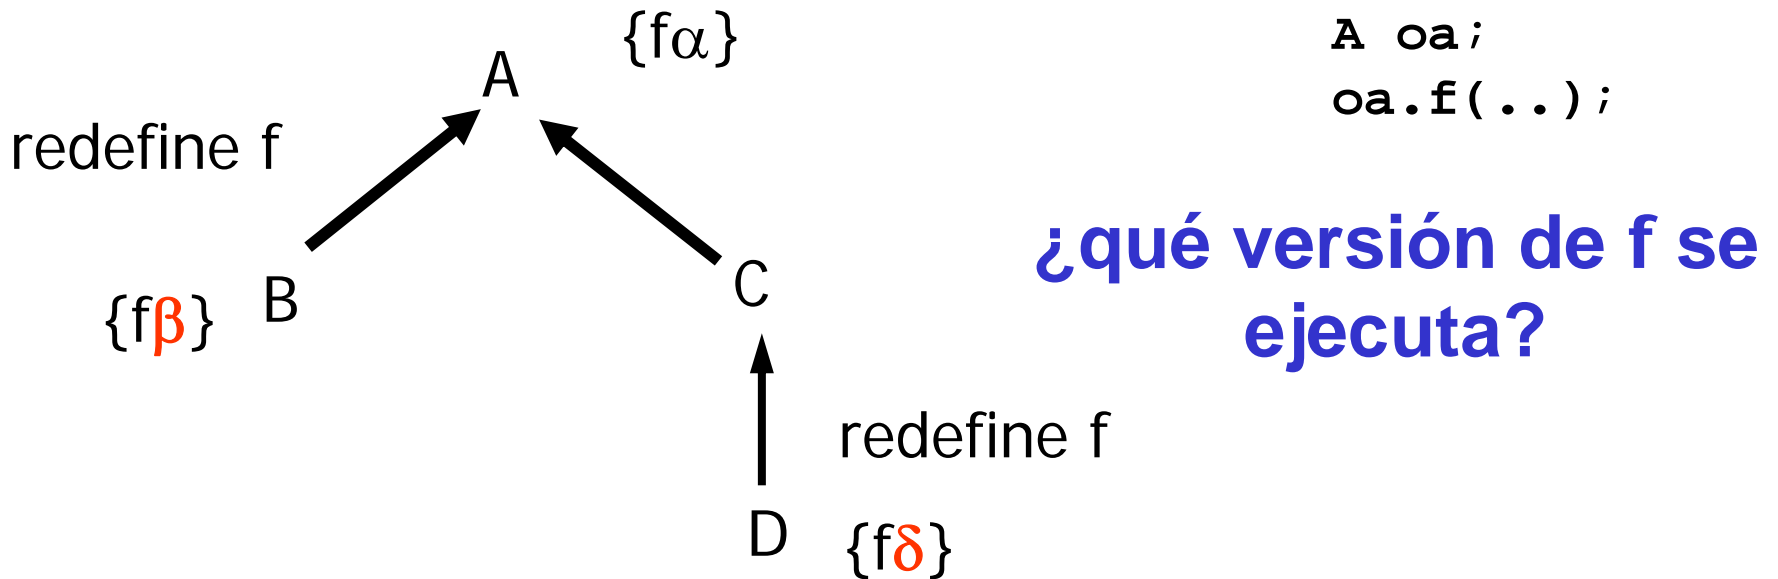 {fα}
A oa;
A
oa.f(..);
redefine f
¿qué versión de f se
ejecuta?
B
C
{fβ}
redefine f
D
{fδ}